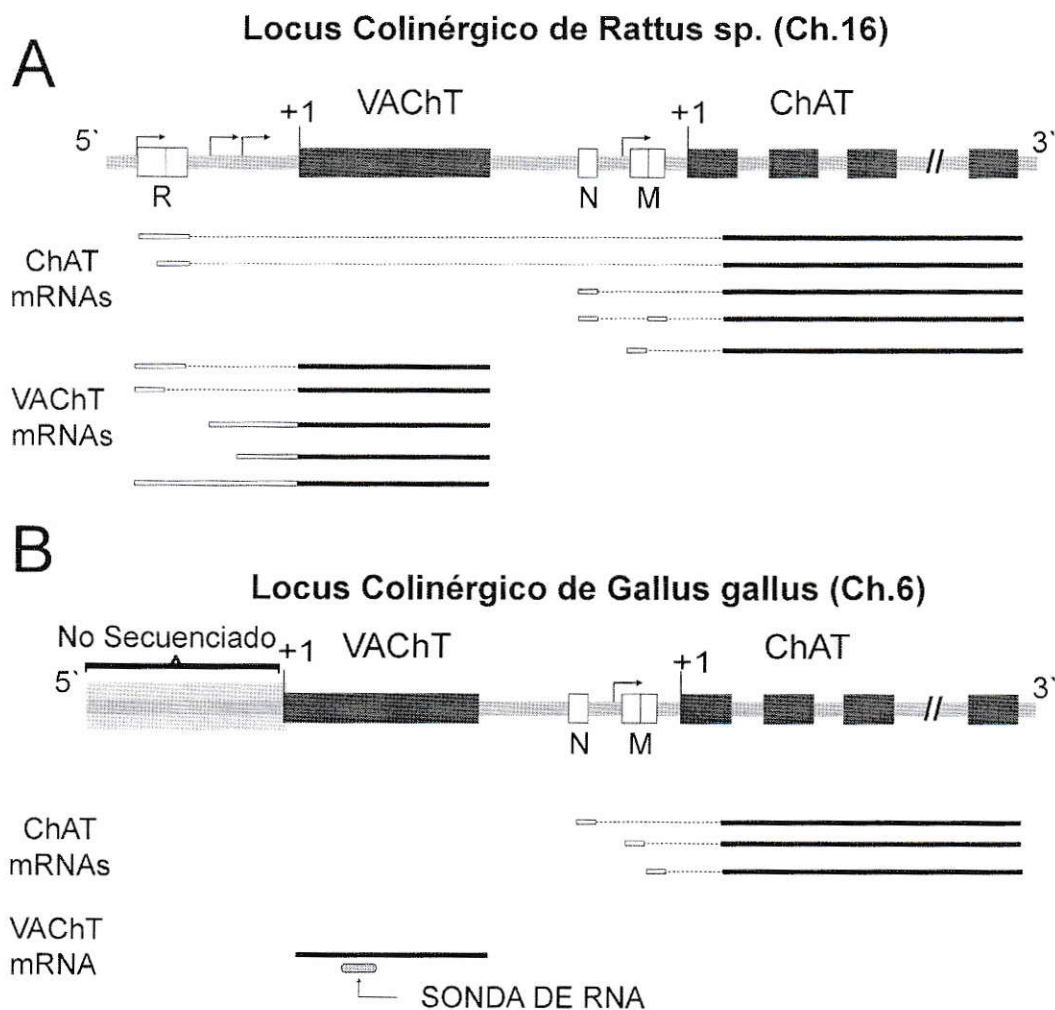 Locus Colinérgico de Rattus sp. (Ch.16)
A
+1 VAChT +1 ChAT
5` 3`
//
R N M
ChAT
mRNAs
VAChT
mRNAs
B
Locus Colinérgico de Gallus gallus (Ch.6)
No Secuenciado +1 VAChT +1 ChAT
5` 3`
//
N M
ChAT
mRNAs
VAChT
mRNA
SONDA DE RNA